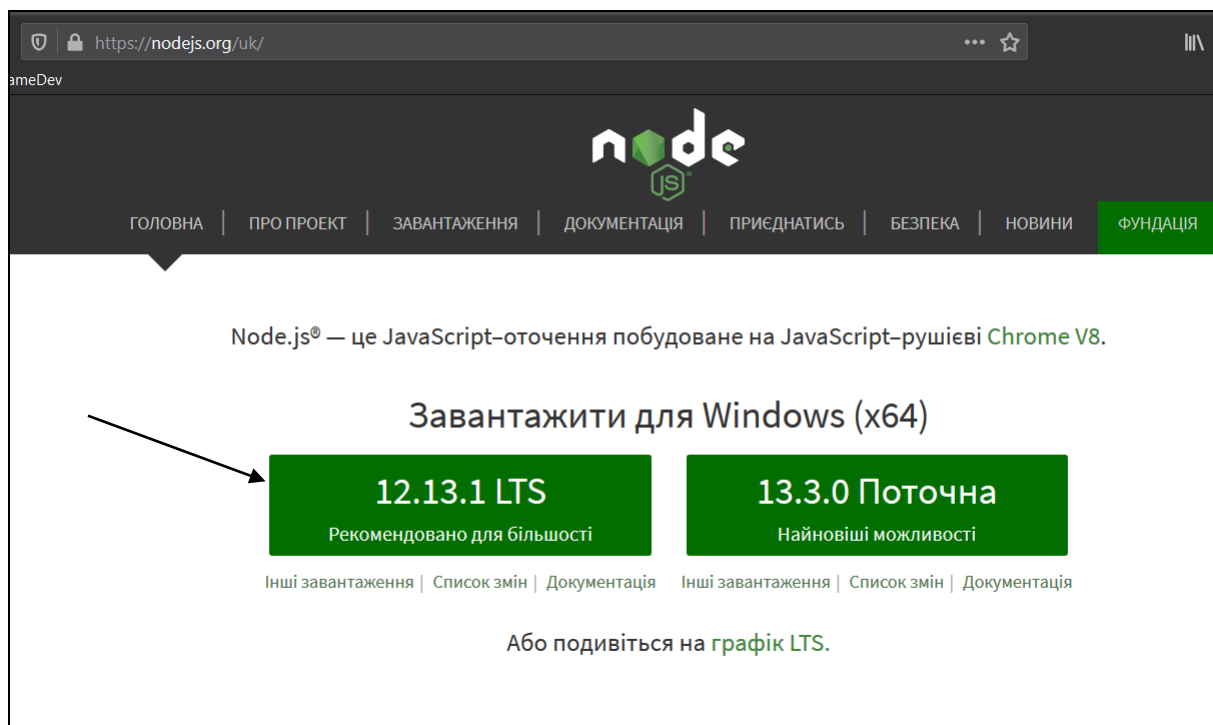 https://nodejs.org/uk/
ameDev
node
JS
ГОЛОВНА | ПРО ПРОЕКТ | ЗАВАНТАЖЕННЯ | ДОКУМЕНТАЦІЯ | ПРИЄДНАТИСЬ | БЕЗПЕКА | НОВИНИ ФУНДАЦІЯ
Node.js® — це JavaScript–оточення побудоване на JavaScript–рушієві Chrome V8.
Завантажити для Windows (x64)
12.13.1 LTS
Рекомендовано для більшості
13.3.0 Поточна
Найновіші можливості
Інші завантаження | Список змін | Документація
Інші завантаження | Список змін | Документація
Або подивіться на графік LTS.